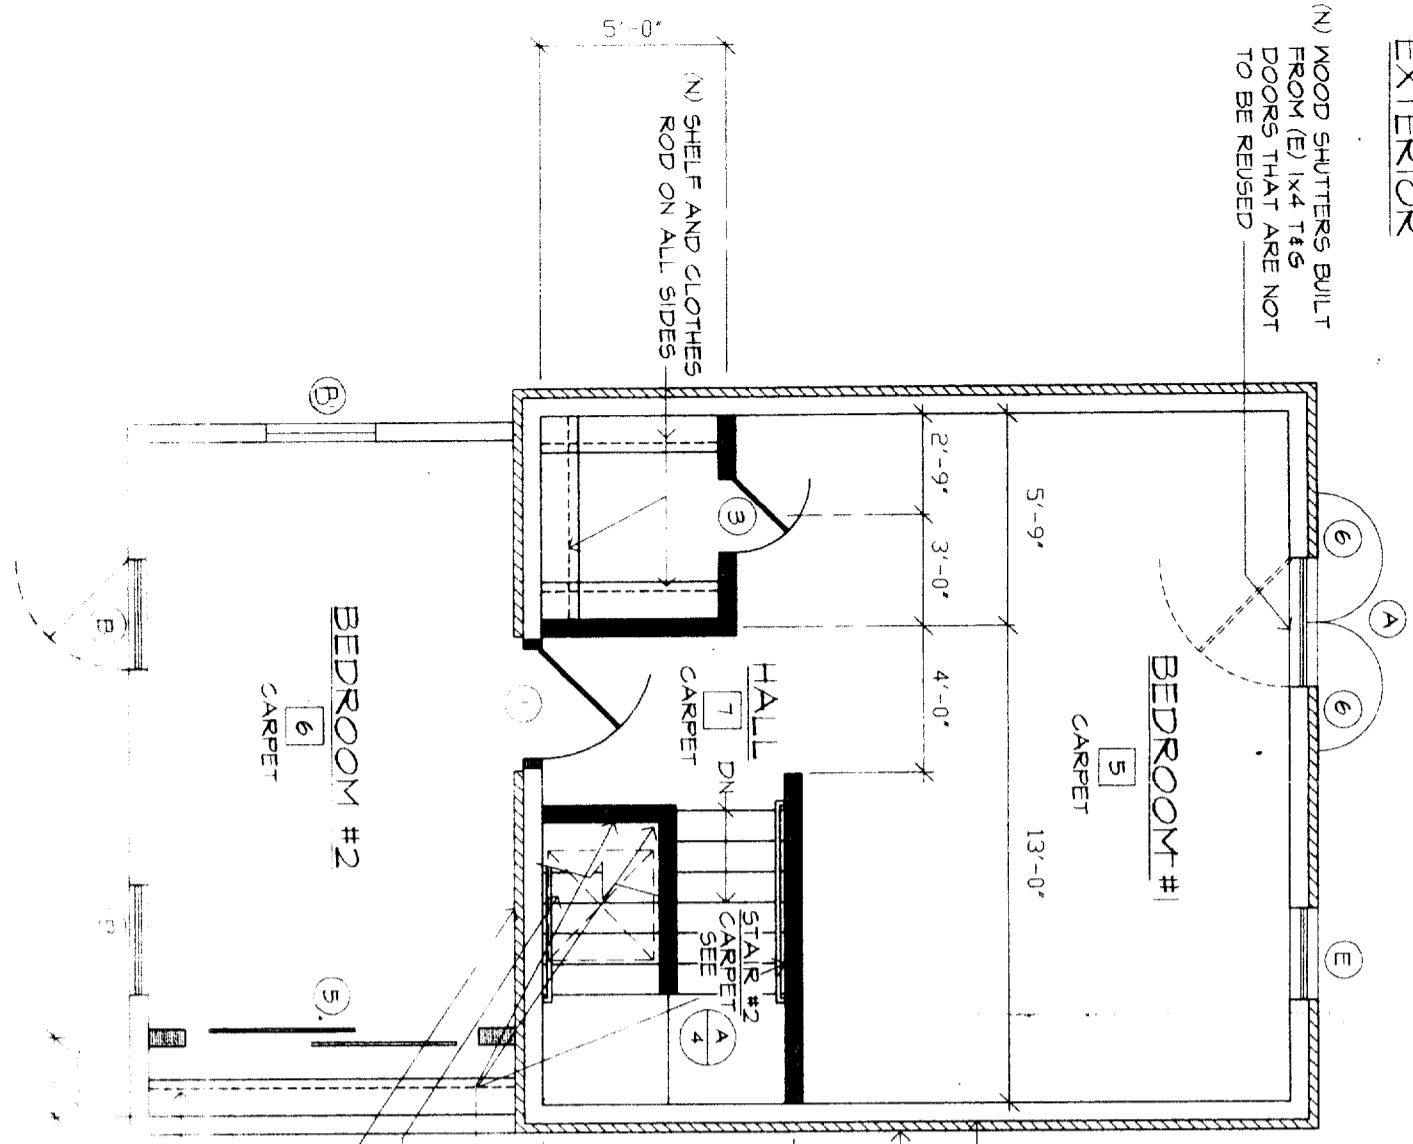 EXTERIOR
(N) WOOD SHUTTERS BUILT
FROM (E) 1x4 T&G
DOORS THAT ARE NOT
TO BE REUSED
5'-0"
(N) SHELF AND CLOTHES
ROD ON ALL SIDES
B
2'-9"
3'-0"
4'-0"
5'-9"
13'-0"
3
6
A
6
E
BEDROOM #1
5
CARPET
HALL
7
CARPET
DN
STAIR #2
CARPET
SEE
A
4
BEDROOM #2
6
CARPET
B
5